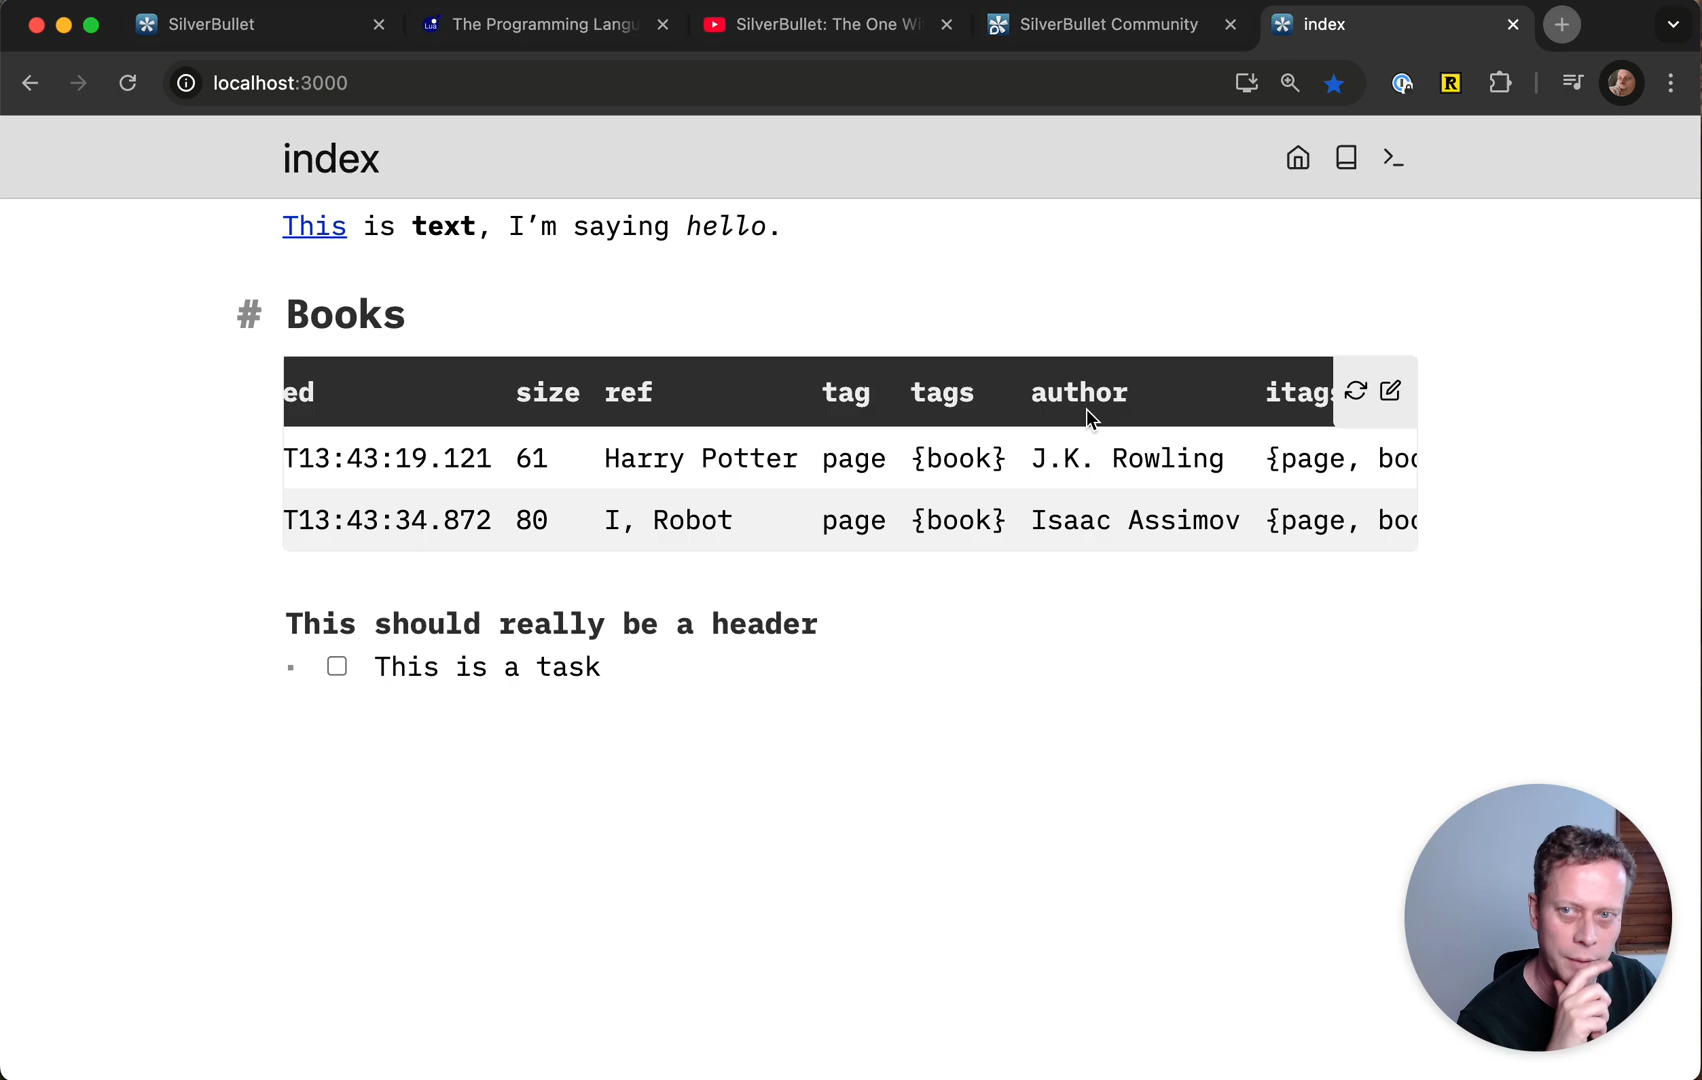 SilverBullet
The Programming Langu
SilverBullet: The One Wi
SilverBullet Community
index
localhost:3000
index
This is text, I’m saying hello.
# Books
ed size ref tag tags author itags
T13:43:19.121 61 Harry Potter page {book} J.K. Rowling {page, boo
T13:43:34.872 80 I, Robot page {book} Isaac Assimov {page, boo
This should really be a header
This is a task